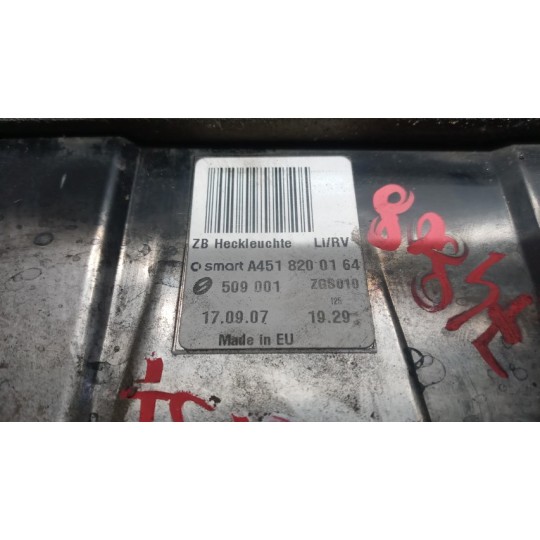 ZB Heckleuchte LI/RV
smart A451 820 01 64
509 001 ZGS010
17.09.07 19.29
Made in EU